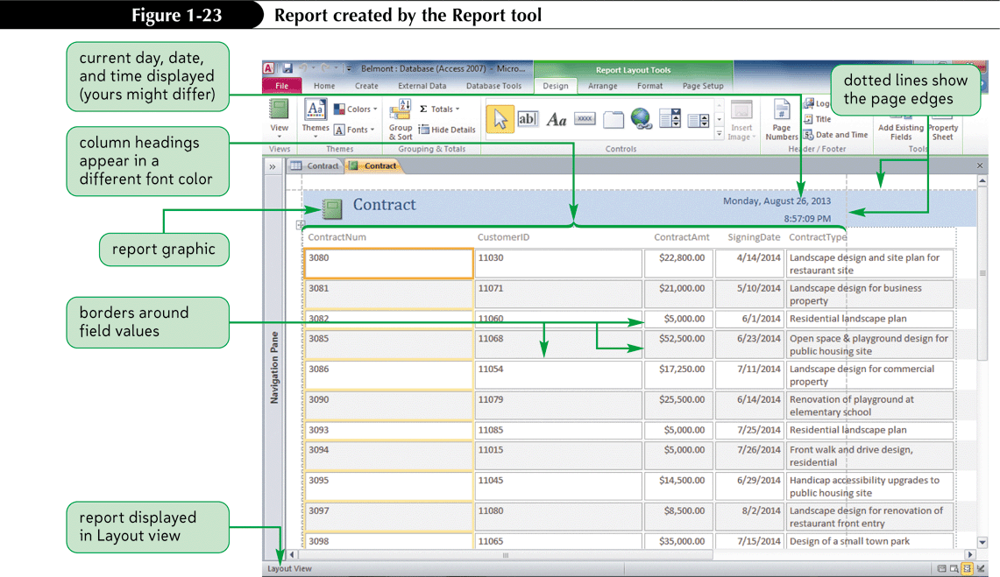 Figure 1-23 Report created by the Report tool
current day, date,
and time displayed
(yours might differ)
column headings
appear in a
different font color
report graphic
borders around
field values
report displayed
in Layout view
dotted lines show
the page edges
Belmont : Database (Access 2007) - Micro...
Report Layout Tools
File Home Create External Data Database Tools Design Arrange Format Page Setup
View
Views
Aa
Themes
Colors
A Fonts
Themes
Group
& Sort
Σ Totals
Hide Details
Grouping & Totals
ab Aa xxxx
Controls
Insert
Image
Page
Numbers
Title
Date and Time
Header / Footer
Add Existing
Fields
Property
Sheet
Tools
» Contract Contract
Navigation Pane
Contract
Monday, August 26, 2013
8:57:09 PM
ContractNum CustomerID ContractAmt SigningDate ContractType
3080 11030 $22,800.00 4/14/2014 Landscape design and site plan for
restaurant site
3081 11071 $21,000.00 5/10/2014 Landscape design for business
property
3082 11060 $5,000.00 6/1/2014 Residential landscape plan
3085 11068 $52,500.00 6/23/2014 Open space & playground design for
public housing site
3086 11054 $17,250.00 7/11/2014 Landscape design for commercial
property
3090 11079 $25,500.00 6/14/2014 Renovation of playground at
elementary school
3093 11085 $5,000.00 7/25/2014 Residential landscape plan
3094 11015 $5,000.00 7/26/2014 Front walk and drive design,
residential
3095 11045 $14,500.00 6/29/2014 Handicap accessibility upgrades to
public housing site
3097 11080 $8,500.00 8/2/2014 Landscape design for renovation of
restaurant front entry
3098 11065 $35,000.00 7/15/2014 Design of a small town park
Layout View